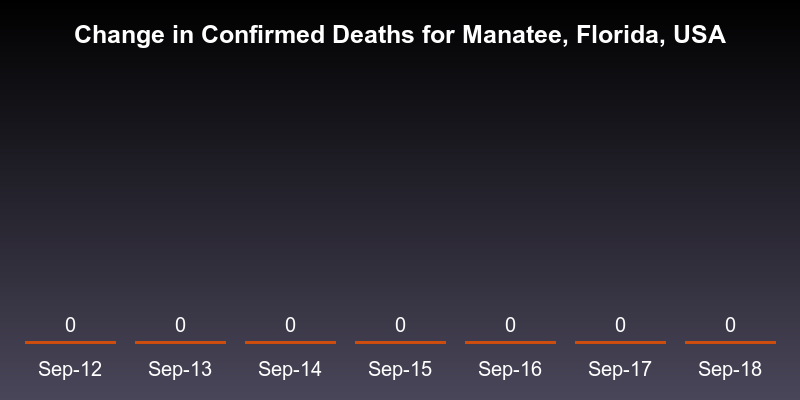 Change in Confirmed Deaths for Manatee, Florida, USA
0 0 0 0 0 0 0
Sep-12 Sep-13 Sep-14 Sep-15 Sep-16 Sep-17 Sep-18